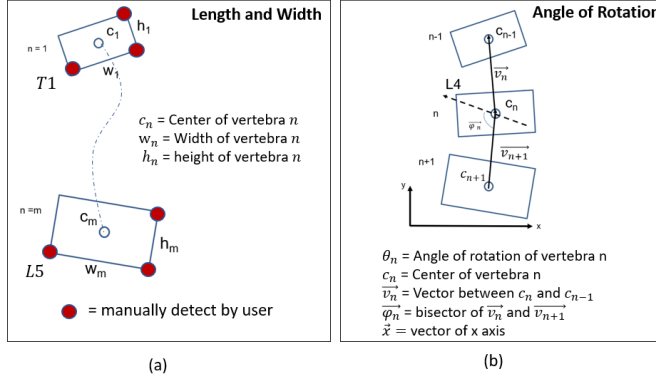 Length and Width
n = 1
c₁
h₁
w₁
T1
cₙ = Center of vertebra n
wₙ = Width of vertebra n
hₙ = height of vertebra n
n =m
cₘ
hₘ
wₘ
L5
= manually detect by user
(a)
Angle of Rotation
n-1
cₙ₋₁
vₙ
L4
n
cₙ
φₙ
vₙ₊₁
n+1
cₙ₊₁
y
x
θₙ = Angle of rotation of vertebra n
cₙ = Center of vertebra n
vₙ = Vector between cₙ and cₙ₋₁
φₙ = bisector of vₙ and vₙ₊₁
x⃗ = vector of x axis
(b)